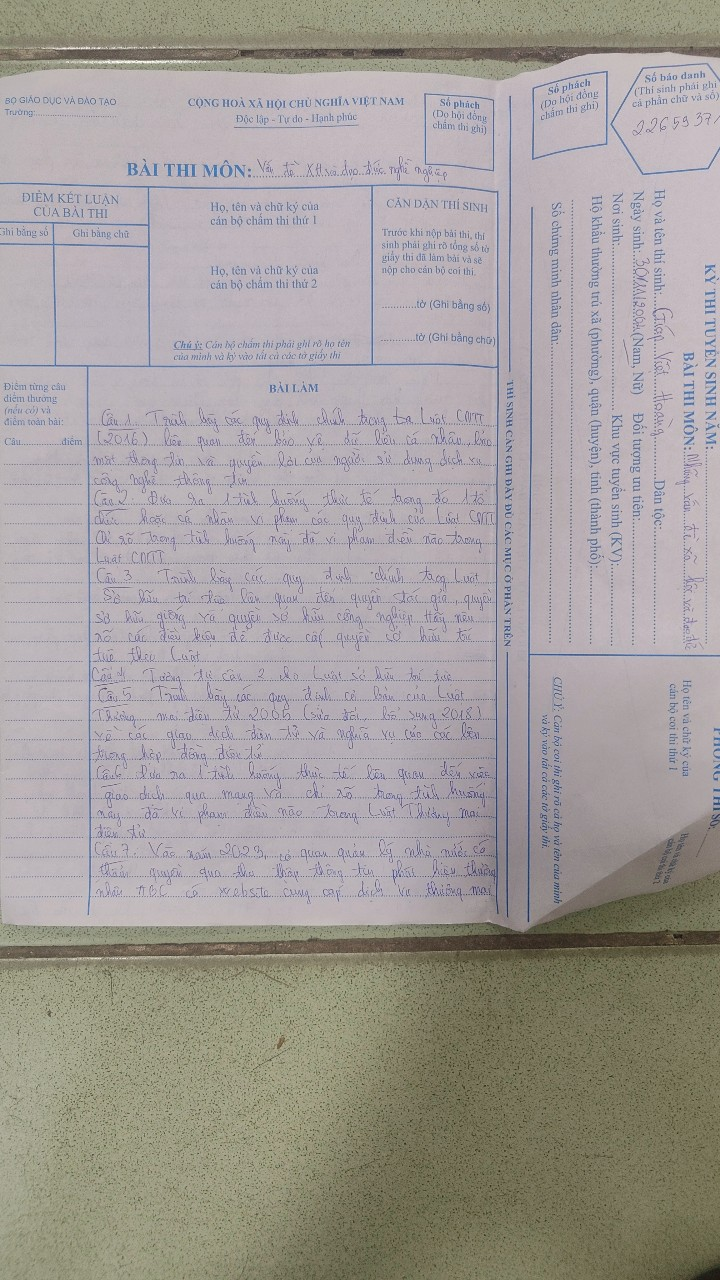 BỘ GIÁO DỤC VÀ ĐÀO TẠO
Trường:
CỘNG HOÀ XÃ HỘI CHỦ NGHĨA VIỆT NAM
Độc lập - Tự do - Hạnh phúc
Số phách
(Do hội đồng
chấm thi ghi)
BÀI THI MÔN: Vấn đề XH và đạo đức nghề nghiệp
ĐIỂM KẾT LUẬN
CỦA BÀI THI
Ghi bằng số
Ghi bằng chữ
Họ, tên và chữ ký của
cán bộ chấm thi thứ 1
Họ, tên và chữ ký của
cán bộ chấm thi thứ 2
Chú ý: Cán bộ chấm thi phải ghi rõ họ tên
của mình và ký vào tất cả các tờ giấy thi
CĂN DẶN THÍ SINH
Trước khi nộp bài thi, thí
sinh phải ghi rõ tổng số tờ
giấy thi đã làm bài và sẽ
nộp cho cán bộ coi thi.
............tờ (Ghi bằng số)
............tờ (Ghi bằng chữ)
Điểm từng câu
điểm thưởng
(nếu có) và
điểm toàn bài:
Câu điểm
BÀI LÀM
Câu 1. Trình bày các quy định chính trong Luật CNTT
(2016) liên quan đến bảo vệ dữ liệu cá nhân, bảo
mật thông tin và quyền lợi của người sử dụng dịch vụ
công nghệ thông tin
Câu 2. Đưa ra 1 tình huống thực tế trong đó 1 tổ
chức hoặc cá nhân vi phạm các quy định của Luật CNTT
Chỉ rõ trong tình huống này đã vi phạm điều nào trong
Luật CNTT
Câu 3. Trình bày các quy định chính trong Luật
Sở hữu trí tuệ liên quan đến quyền tác giả, quyền
sở hữu giống và quyền sở hữu công nghiệp Hãy nêu
rõ các điều kiện để được cấp quyền sở hữu trí
tuệ theo Luật
Câu 4. Tương tự câu 2 cho Luật sở hữu trí tuệ
Câu 5. Trình bày các quy định cơ bản của Luật
Thương mại điện tử 2005 (sửa đổi, bổ sung 2018)
về các giao dịch điện tử và nghĩa vụ của các bên
trong hợp đồng điện tử
Câu 6 Đưa ra 1 tình huống thực tế liên quan đến việc
giao dịch qua mạng và chỉ rõ trong tình huống
này đã vi phạm điều nào trong Luật Thương mại
điện tử
Câu 7. Vào năm 2023, cơ quan quản lý nhà nước có
thẩm quyền qua thu thập thông tin phát hiện thương
nhân ABC có website cung cấp dịch vụ thương mại
THÍ SINH CẦN GHI ĐẦY ĐỦ CÁC MỤC Ở PHẦN TRÊN
Số phách
(Do hội đồng
chấm thi ghi)
Số báo danh
(Thí sinh phải ghi
cả phần chữ và số)
KỲ THI TUYỂN SINH NĂM:
BÀI THI MÔN: Những vấn đề xã hội và đạo đức
Họ và tên thí sinh: Giáp Việt Hoàng Dân tộc:
Ngày sinh: 30/11/2004 (Nam, Nữ) Đối tượng ưu tiên:
Nơi sinh: Khu vực tuyển sinh (KV):
Hộ khẩu thường trú xã (phường), quận (huyện), tỉnh (thành phố):
Số chứng minh nhân dân:
PHÒNG THI SỐ:
Họ tên và chữ ký của
cán bộ coi thi thứ 1
Họ tên và chữ ký của
cán bộ coi thi thứ 2
CHÚ Ý: Cán bộ coi thi ghi rõ cả họ và tên của mình
và ký vào tất cả các tờ giấy thi.